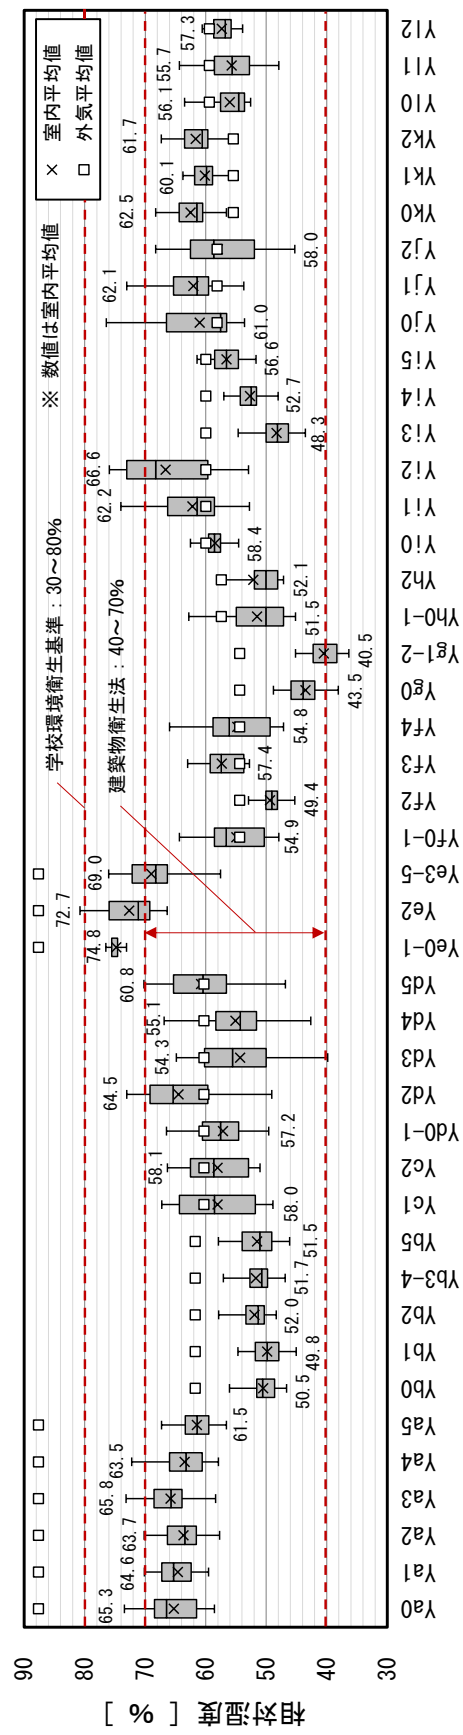 相対湿度 [ % ]
90
80
70
60
50
40
30
× 室内平均値
□ 外気平均値
※ 数値は室内平均値
学校環境衛生基準：30～80%
建築物衛生法：40～70%
65.3
64.6
63.7
65.8
63.5
61.5
50.5
49.8
52.0
51.7
51.5
58.0
58.1
57.2
64.5
54.3
55.1
60.8
74.8
72.7
69.0
54.9
49.4
57.4
54.8
43.5
40.5
51.5
52.1
58.4
62.2
66.6
48.3
52.7
56.6
61.0
62.1
58.0
62.5
60.1
61.7
56.1
55.7
57.3
Ya0
Ya1
Ya2
Ya3
Ya4
Ya5
Yb0
Yb1
Yb2
Yb3-4
Yb5
Yc1
Yc2
Yd0-1
Yd2
Yd3
Yd4
Yd5
Ye0-1
Ye2
Ye3-5
Yf0-1
Yf2
Yf3
Yf4
Yg0
Yg1-2
Yh0-1
Yh2
Yi0
Yi1
Yi2
Yi3
Yi4
Yi5
Yj0
Yj1
Yj2
Yk0
Yk1
Yk2
Yl0
Yl1
Yl2